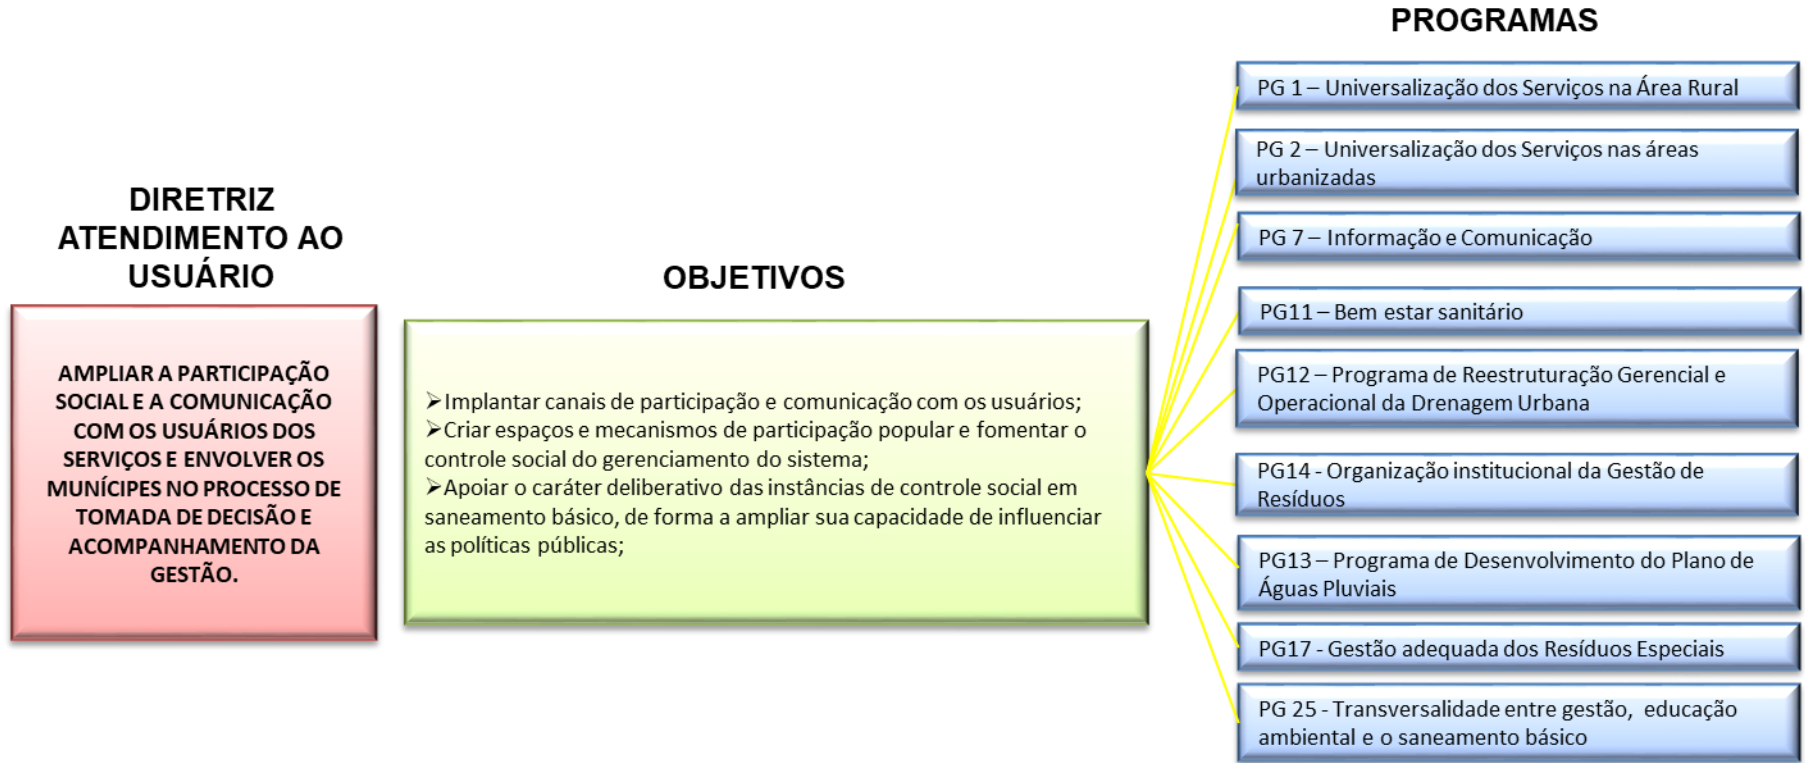 DIRETRIZ
ATENDIMENTO AO
USUÁRIO
AMPLIAR A PARTICIPAÇÃO
SOCIAL E A COMUNICAÇÃO
COM OS USUÁRIOS DOS
SERVIÇOS E ENVOLVER OS
MUNÍCIPES NO PROCESSO DE
TOMADA DE DECISÃO E
ACOMPANHAMENTO DA
GESTÃO.
OBJETIVOS
➢Implantar canais de participação e comunicação com os usuários;
➢Criar espaços e mecanismos de participação popular e fomentar o
controle social do gerenciamento do sistema;
➢Apoiar o caráter deliberativo das instâncias de controle social em
saneamento básico, de forma a ampliar sua capacidade de influenciar
as políticas públicas;
PROGRAMAS
PG 1 – Universalização dos Serviços na Área Rural
PG 2 – Universalização dos Serviços nas áreas
urbanizadas
PG 7 – Informação e Comunicação
PG11 – Bem estar sanitário
PG12 – Programa de Reestruturação Gerencial e
Operacional da Drenagem Urbana
PG14 - Organização institucional da Gestão de
Resíduos
PG13 – Programa de Desenvolvimento do Plano de
Águas Pluviais
PG17 - Gestão adequada dos Resíduos Especiais
PG 25 - Transversalidade entre gestão, educação
ambiental e o saneamento básico